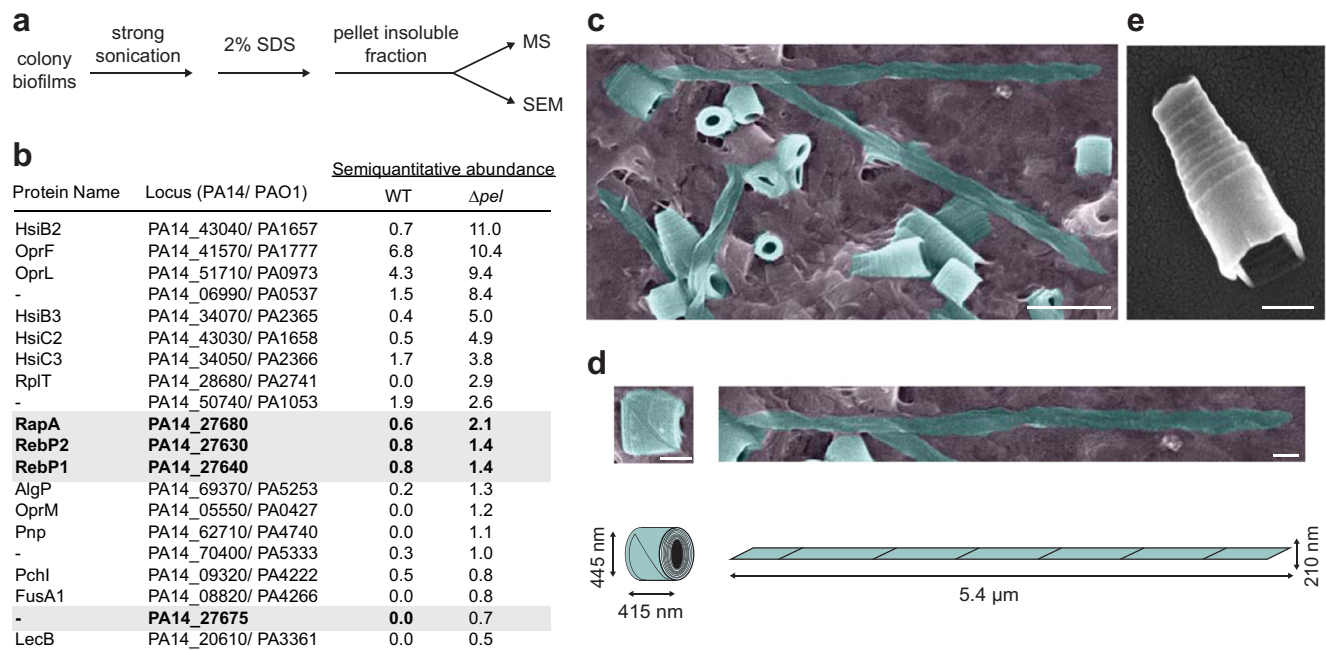 a
colony
biofilms
strong
sonication
2% SDS
pellet insoluble
fraction
MS
SEM
b
Semiquantitative abundance
Protein Name Locus (PA14/ PAO1) WT Δpel
HsiB2 PA14_43040/ PA1657 0.7 11.0
OprF PA14_41570/ PA1777 6.8 10.4
OprL PA14_51710/ PA0973 4.3 9.4
- PA14_06990/ PA0537 1.5 8.4
HsiB3 PA14_34070/ PA2365 0.4 5.0
HsiC2 PA14_43030/ PA1658 0.5 4.9
HsiC3 PA14_34050/ PA2366 1.7 3.8
RplT PA14_28680/ PA2741 0.0 2.9
- PA14_50740/ PA1053 1.9 2.6
RapA PA14_27680 0.6 2.1
RebP2 PA14_27630 0.8 1.4
RebP1 PA14_27640 0.8 1.4
AlgP PA14_69370/ PA5253 0.2 1.3
OprM PA14_05550/ PA0427 0.0 1.2
Pnp PA14_62710/ PA4740 0.0 1.1
- PA14_70400/ PA5333 0.3 1.0
PchI PA14_09320/ PA4222 0.5 0.8
FusA1 PA14_08820/ PA4266 0.0 0.8
- PA14_27675 0.0 0.7
LecB PA14_20610/ PA3361 0.0 0.5
c
e
d
445 nm
415 nm
5.4 µm
210 nm